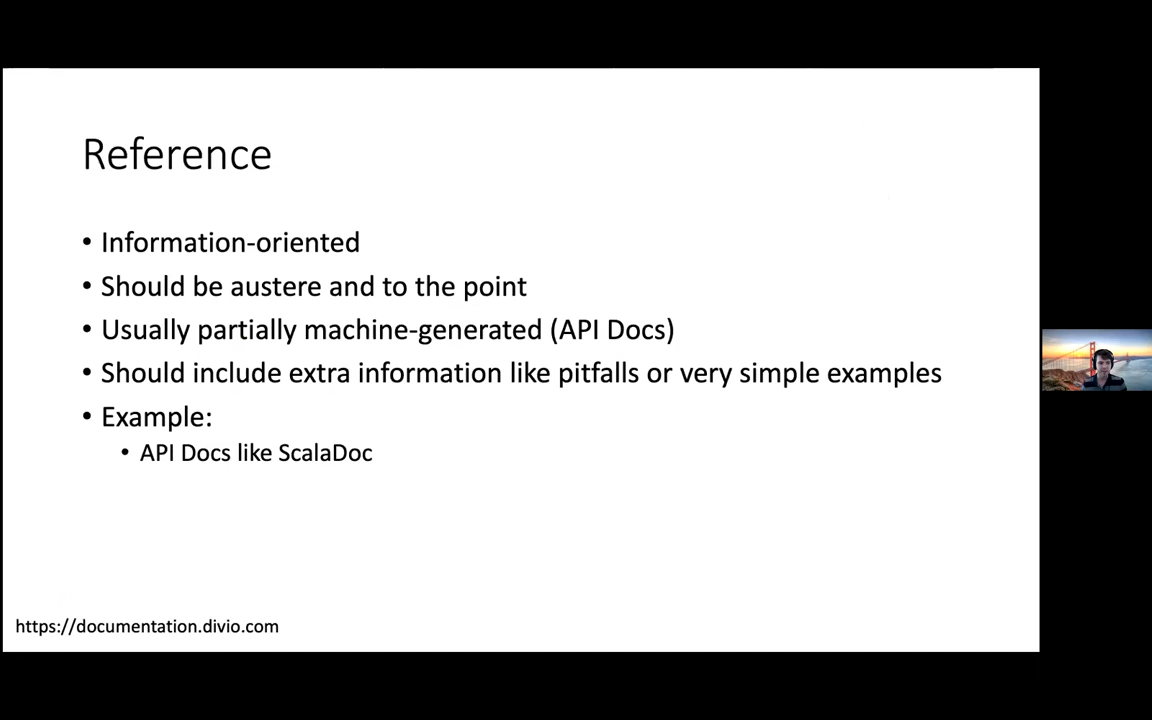 Reference
• Information-oriented
• Should be austere and to the point
• Usually partially machine-generated (API Docs)
• Should include extra information like pitfalls or very simple examples
• Example:
• API Docs like ScalaDoc
https://documentation.divio.com